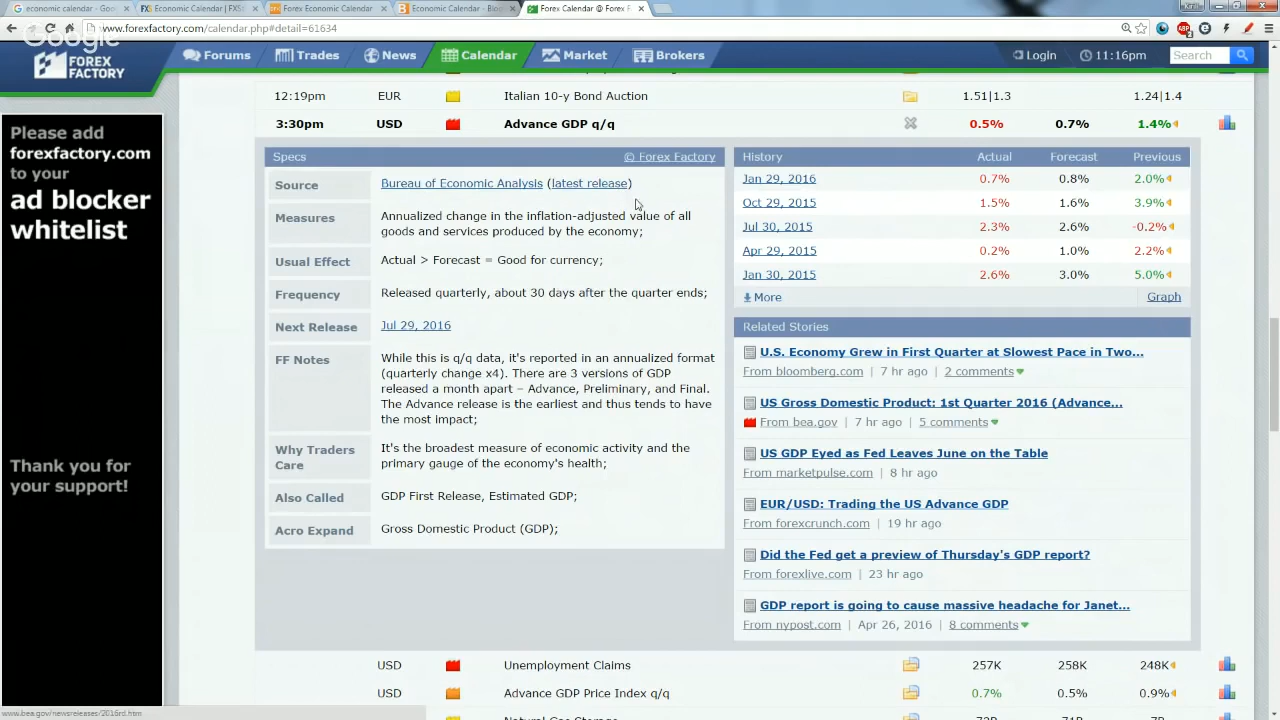 economic calendar - Goog
FXS Economic Calendar | FXS
Forex Economic Calendar
Economic Calendar - Bloo
Forex Calendar @ Forex F
Kirill
www.forexfactory.com/calendar.php#detail=61634
Google
FOREX
FACTORY
Forums
Trades
News
Calendar
Market
Brokers
Login
11:16pm
Search
12:19pm EUR Italian 10-y Bond Auction 1.51|1.3 1.24|1.4
3:30pm USD Advance GDP q/q 0.5% 0.7% 1.4%
Please add
forexfactory.com
to your
ad blocker
whitelist
Thank you for
your support!
Specs © Forex Factory
Source Bureau of Economic Analysis (latest release)
Measures Annualized change in the inflation-adjusted value of all
goods and services produced by the economy;
Usual Effect Actual > Forecast = Good for currency;
Frequency Released quarterly, about 30 days after the quarter ends;
Next Release Jul 29, 2016
FF Notes While this is q/q data, it's reported in an annualized format
(quarterly change x4). There are 3 versions of GDP
released a month apart – Advance, Preliminary, and Final.
The Advance release is the earliest and thus tends to have
the most impact;
Why Traders Care It's the broadest measure of economic activity and the
primary gauge of the economy's health;
Also Called GDP First Release, Estimated GDP;
Acro Expand Gross Domestic Product (GDP);
History Actual Forecast Previous
Jan 29, 2016 0.7% 0.8% 2.0%
Oct 29, 2015 1.5% 1.6% 3.9%
Jul 30, 2015 2.3% 2.6% -0.2%
Apr 29, 2015 0.2% 1.0% 2.2%
Jan 30, 2015 2.6% 3.0% 5.0%
More Graph
Related Stories
U.S. Economy Grew in First Quarter at Slowest Pace in Two...
From bloomberg.com | 7 hr ago | 2 comments
US Gross Domestic Product: 1st Quarter 2016 (Advance...
From bea.gov | 7 hr ago | 5 comments
US GDP Eyed as Fed Leaves June on the Table
From marketpulse.com | 8 hr ago
EUR/USD: Trading the US Advance GDP
From forexcrunch.com | 19 hr ago
Did the Fed get a preview of Thursday's GDP report?
From forexlive.com | 23 hr ago
GDP report is going to cause massive headache for Janet...
From nypost.com | Apr 26, 2016 | 8 comments
USD Unemployment Claims 257K 258K 248K
USD Advance GDP Price Index q/q 0.7% 0.5% 0.9%
www.bea.gov/newsreleases/2016rd.htm